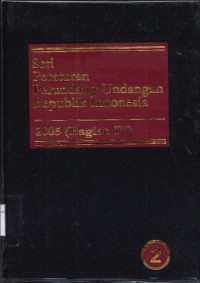 Seri
Peraturan
Perundang-Undangan
Republik Indonesia
2005 (Bagian IV)
2